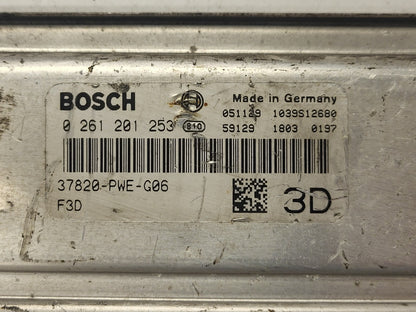 BOSCH
Made in Germany
0 261 201 253 810
051129 1039S12680
59129 1803 0197
37820-PWE-G06
F3D
3D